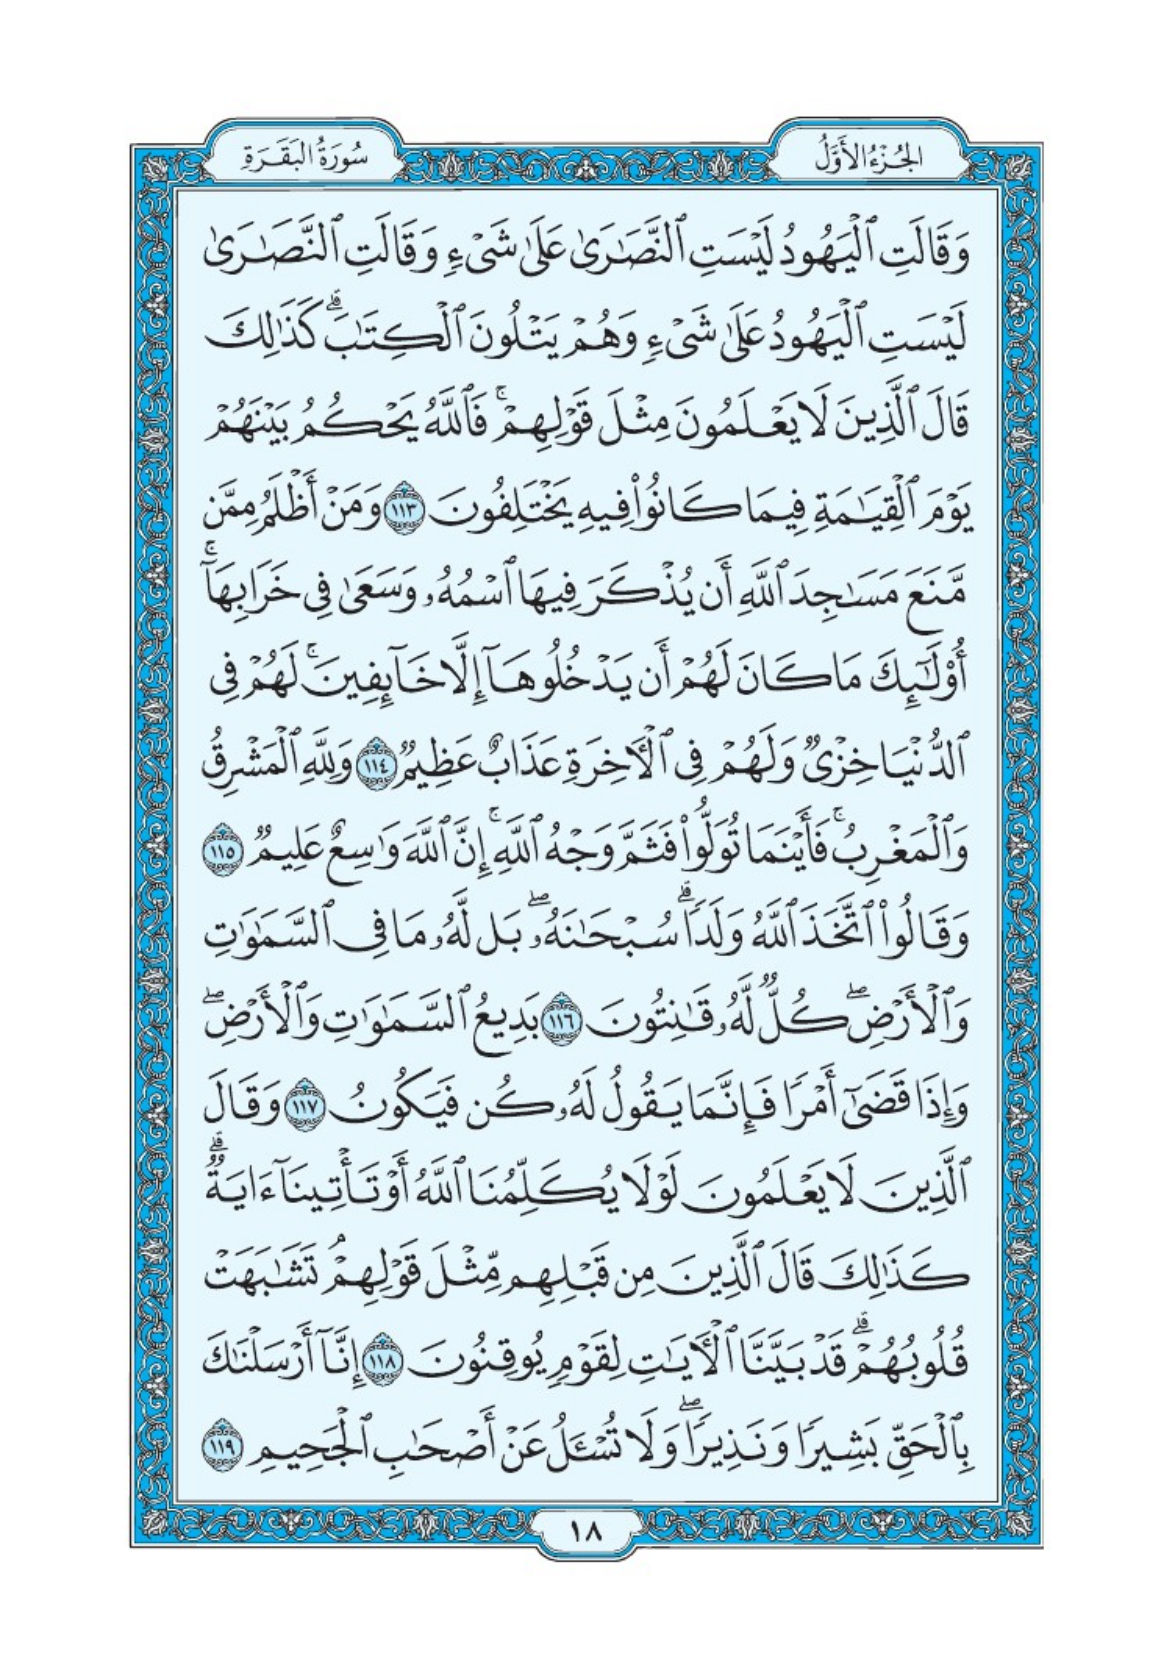 الجُزْءُ الأَوَّلُ
سُورَةُ البَقَرَةِ
وَقَالَتِ ٱلْيَهُودُ لَيْسَتِ ٱلنَّصَٰرَىٰ عَلَىٰ شَىْءٍ وَقَالَتِ ٱلنَّصَٰرَىٰ
لَيْسَتِ ٱلْيَهُودُ عَلَىٰ شَىْءٍ وَهُمْ يَتْلُونَ ٱلْكِتَٰبَ ۗ كَذَٰلِكَ
قَالَ ٱلَّذِينَ لَا يَعْلَمُونَ مِثْلَ قَوْلِهِمْ ۚ فَٱللَّهُ يَحْكُمُ بَيْنَهُمْ
يَوْمَ ٱلْقِيَٰمَةِ فِيمَا كَانُوا۟ فِيهِ يَخْتَلِفُونَ ١١٣ وَمَنْ أَظْلَمُ مِمَّن
مَّنَعَ مَسَٰجِدَ ٱللَّهِ أَن يُذْكَرَ فِيهَا ٱسْمُهُۥ وَسَعَىٰ فِى خَرَابِهَآ ۚ
أُو۟لَٰٓئِكَ مَا كَانَ لَهُمْ أَن يَدْخُلُوهَآ إِلَّا خَآئِفِينَ ۚ لَهُمْ فِى
ٱلدُّنْيَا خِزْىٌ وَلَهُمْ فِى ٱلْءَاخِرَةِ عَذَابٌ عَظِيمٌ ١١٤ وَلِلَّهِ ٱلْمَشْرِقُ
وَٱلْمَغْرِبُ ۚ فَأَيْنَمَا تُوَلُّوا۟ فَثَمَّ وَجْهُ ٱللَّهِ ۚ إِنَّ ٱللَّهَ وَٰسِعٌ عَلِيمٌ ١١٥
وَقَالُوا۟ ٱتَّخَذَ ٱللَّهُ وَلَدًا ۗ سُبْحَٰنَهُۥ ۖ بَل لَّهُۥ مَا فِى ٱلسَّمَٰوَٰتِ
وَٱلْأَرْضِ ۖ كُلٌّ لَّهُۥ قَٰنِتُونَ ١١٦ بَدِيعُ ٱلسَّمَٰوَٰتِ وَٱلْأَرْضِ ۖ
وَإِذَا قَضَىٰٓ أَمْرًا فَإِنَّمَا يَقُولُ لَهُۥ كُن فَيَكُونُ ١١٧ وَقَالَ
ٱلَّذِينَ لَا يَعْلَمُونَ لَوْلَا يُكَلِّمُنَا ٱللَّهُ أَوْ تَأْتِينَآ ءَايَةٌ ۗ
كَذَٰلِكَ قَالَ ٱلَّذِينَ مِن قَبْلِهِم مِّثْلَ قَوْلِهِمْ ۘ تَشَٰبَهَتْ
قُلُوبُهُمْ ۗ قَدْ بَيَّنَّا ٱلْءَايَٰتِ لِقَوْمٍ يُوقِنُونَ ١١٨ إِنَّآ أَرْسَلْنَٰكَ
بِٱلْحَقِّ بَشِيرًا وَنَذِيرًا ۖ وَلَا تُسْـَٔلُ عَنْ أَصْحَٰبِ ٱلْجَحِيمِ ١١٩
١٨